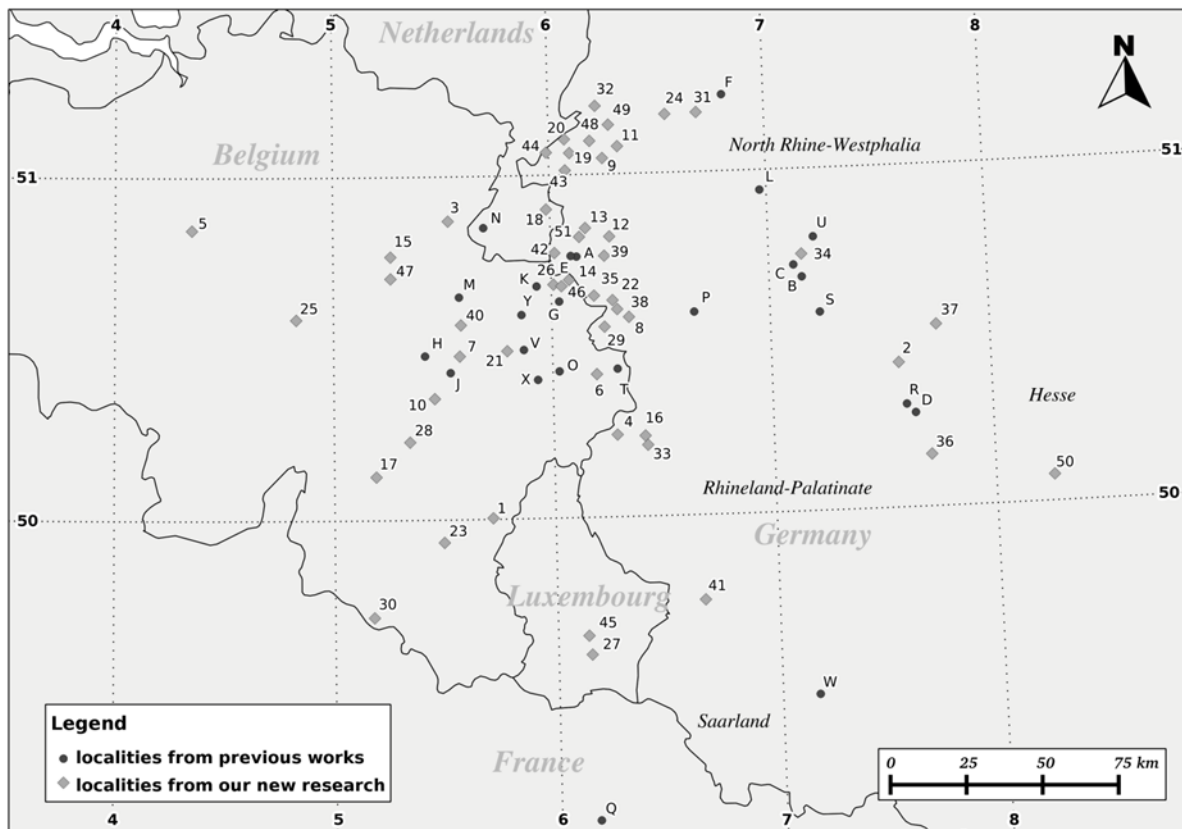 4 5 6 7 8
Netherlands
N
32 24 31 F
49
20 48 11
North Rhine-Westphalia
51
44 19 9
Belgium
51
43
L
3 N 18 13 12
5 U
51
15 42 A 39 34
47 26 E 14 35 C
K 22 B
M 46 38
Y G P S
25 40 8 37
29
H 7 21 V 2
O
J X 6 T
R D
Hesse
10
28 4 16
33 36
17 50
Rhineland-Palatinate
50
1
50
Germany
23
Luxembourg
41
30
45
27
W
Legend
Saarland
localities from previous works
localities from our new research
France
0 25 50 75 km
Q
4 5 6 7 8